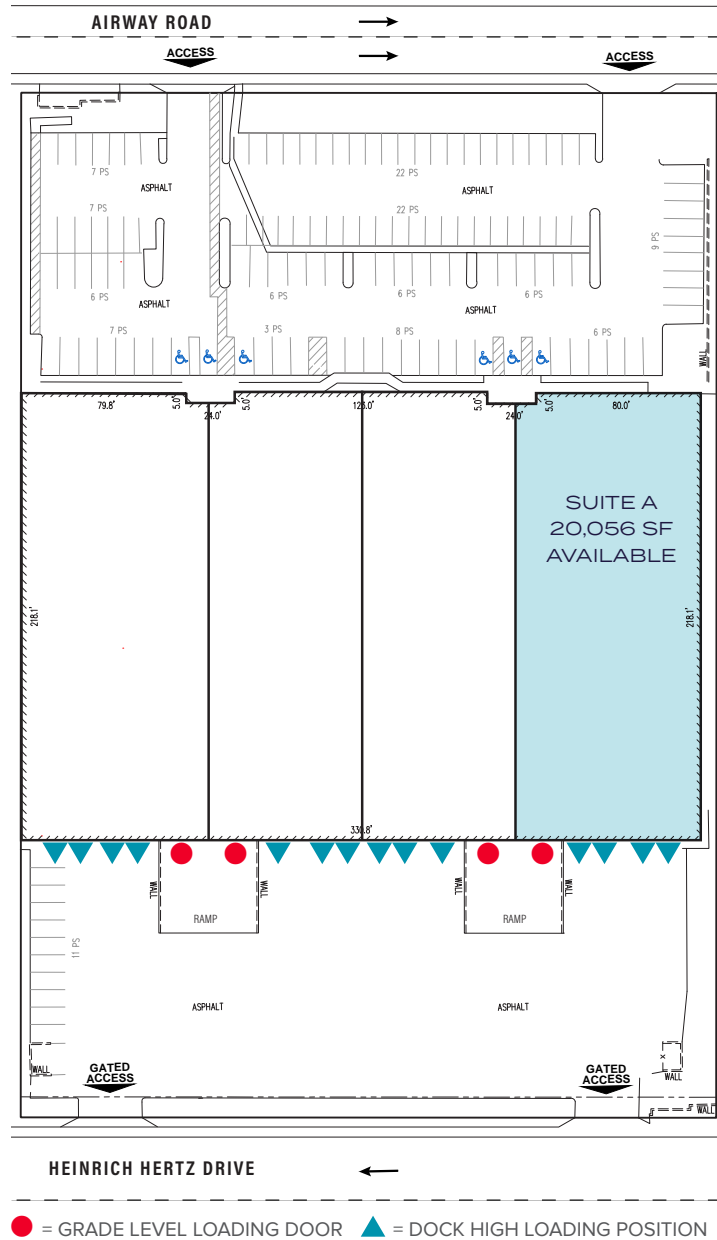 AIRWAY ROAD
ACCESS
ACCESS
7 PS
22 PS
ASPHALT
ASPHALT
7 PS
22 PS
9 PS
6 PS
6 PS
6 PS
6 PS
ASPHALT
ASPHALT
7 PS
3 PS
8 PS
6 PS
WALL
79.8'
5.0'
24.0'
5.0'
126.0'
5.0'
24.0'
5.0'
80.0'
SUITE A
20,056 SF
AVAILABLE
218.1'
218.1'
330.8'
WALL
WALL
WALL
WALL
RAMP
RAMP
11 PS
ASPHALT
ASPHALT
WALL
GATED
ACCESS
GATED
ACCESS
X
WALL
WALL
HEINRICH HERTZ DRIVE
= GRADE LEVEL LOADING DOOR
= DOCK HIGH LOADING POSITION